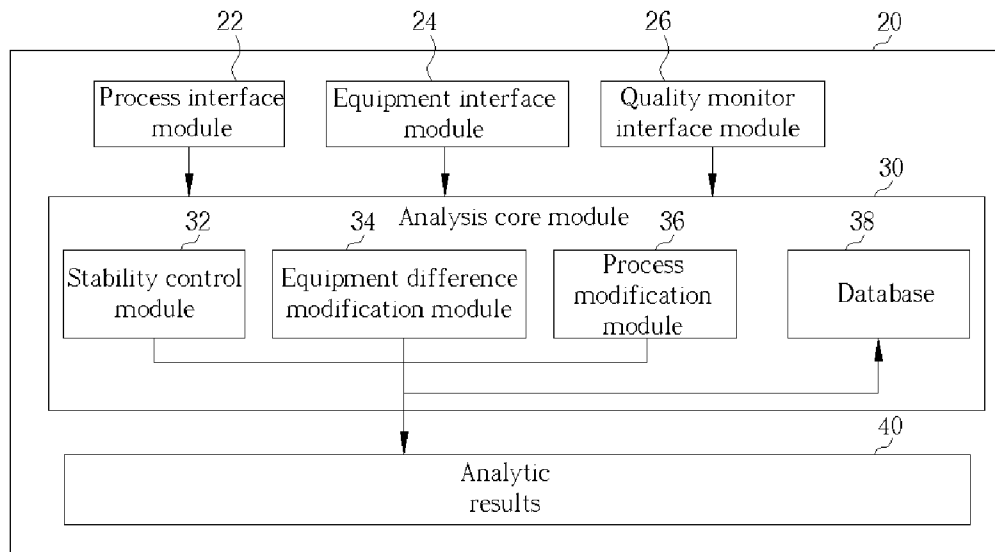 22
24
26
20
Process interface
module
Equipment interface
module
Quality monitor
interface module
30
Analysis core module
32
34
36
38
Stability control
module
Equipment difference
modification module
Process
modification
module
Database
40
Analytic
results